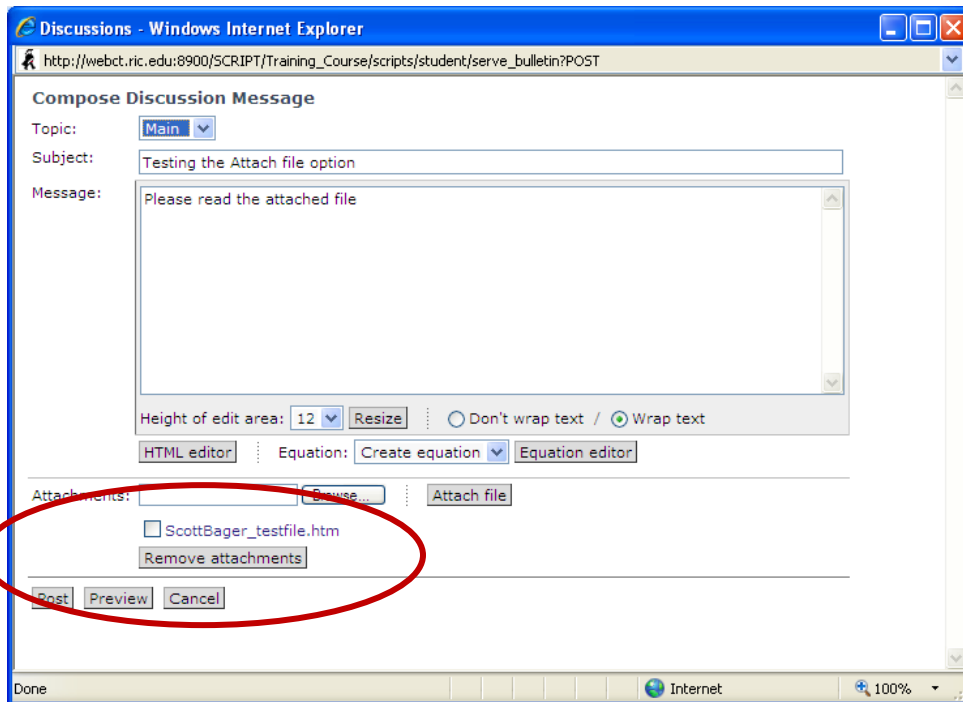 Discussions - Windows Internet Explorer
http://webct.ric.edu:8900/SCRIPT/Training_Course/scripts/student/serve_bulletin?POST
Compose Discussion Message
Topic: Main
Subject: Testing the Attach file option
Message: Please read the attached file
Height of edit area: 12 Resize Don't wrap text / Wrap text
HTML editor Equation: Create equation Equation editor
Attachments: Browse... Attach file
ScottBager_testfile.htm
Remove attachments
Post Preview Cancel
Done Internet 100%